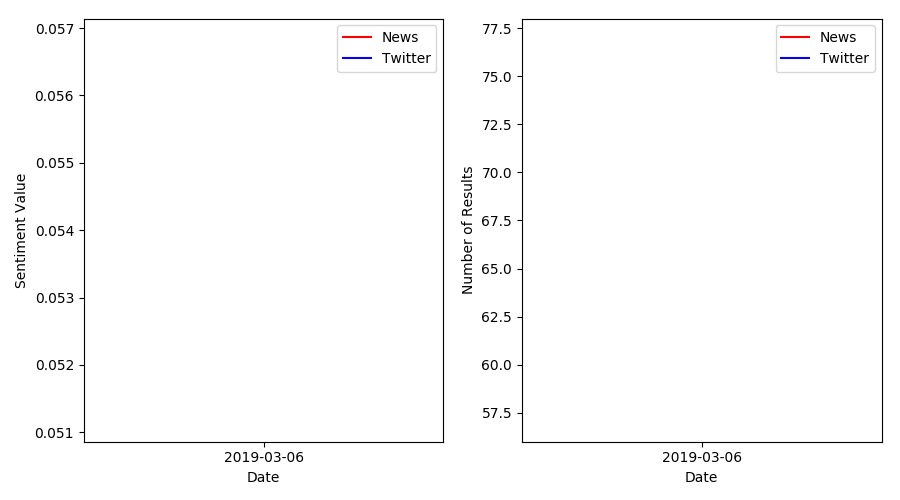 0.057
0.056
0.055
0.054
0.053
0.052
0.051
Sentiment Value
2019-03-06
Date
News
Twitter
77.5
75.0
72.5
70.0
67.5
65.0
62.5
60.0
57.5
Number of Results
2019-03-06
Date
News
Twitter